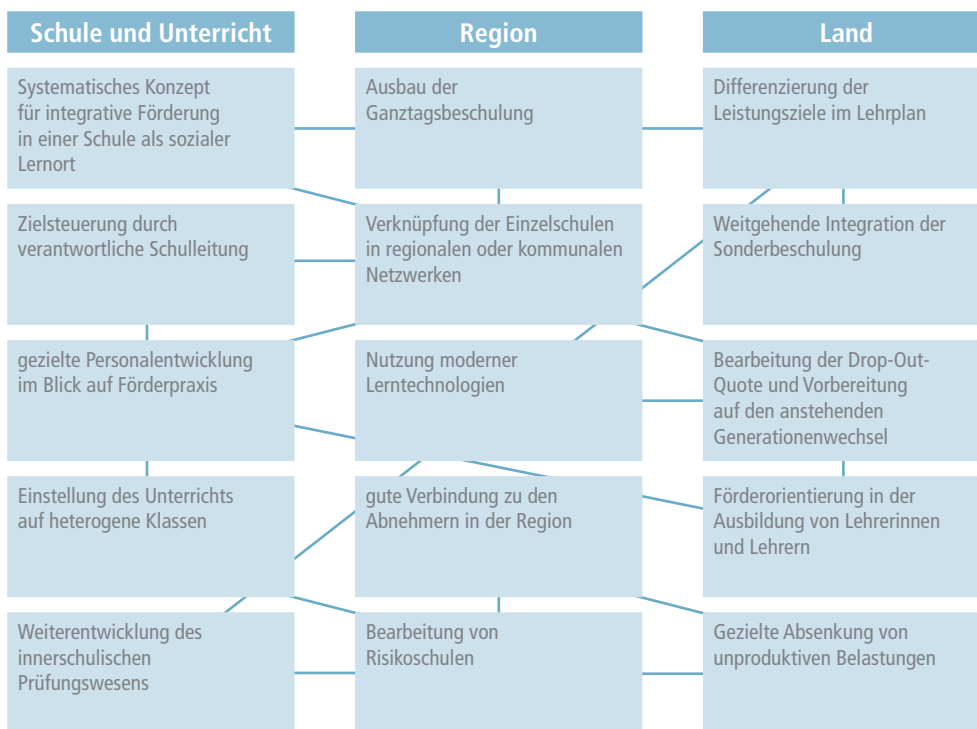 Schule und Unterricht
Region
Land
Systematisches Konzept
für integrative Förderung
in einer Schule als sozialer
Lernort
Ausbau der
Ganztagsbeschulung
Differenzierung der
Leistungsziele im Lehrplan
Zielsteuerung durch
verantwortliche Schulleitung
Verknüpfung der Einzelschulen
in regionalen oder kommunalen
Netzwerken
Weitgehende Integration der
Sonderbeschulung
gezielte Personalentwicklung
im Blick auf Förderpraxis
Nutzung moderner
Lerntechnologien
Bearbeitung der Drop-Out-
Quote und Vorbereitung
auf den anstehenden
Generationenwechsel
Einstellung des Unterrichts
auf heterogene Klassen
gute Verbindung zu den
Abnehmern in der Region
Förderorientierung in der
Ausbildung von Lehrerinnen
und Lehrern
Weiterentwicklung des
innerschulischen
Prüfungswesens
Bearbeitung von
Risikoschulen
Gezielte Absenkung von
unproduktiven Belastungen